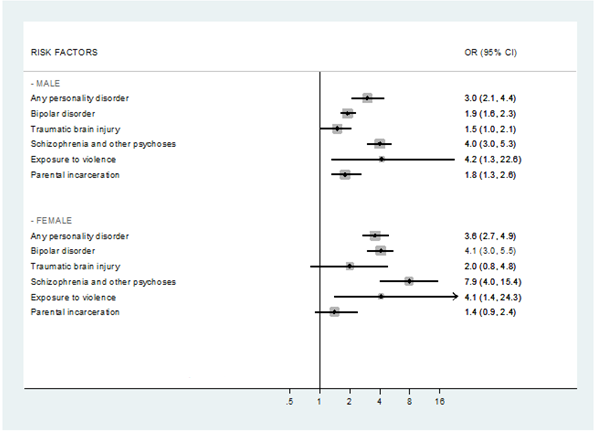 RISK FACTORS OR (95% CI)
- MALE
Any personality disorder 3.0 (2.1, 4.4)
Bipolar disorder 1.9 (1.6, 2.3)
Traumatic brain injury 1.5 (1.0, 2.1)
Schizophrenia and other psychoses 4.0 (3.0, 5.3)
Exposure to violence 4.2 (1.3, 22.6)
Parental incarceration 1.8 (1.3, 2.6)
- FEMALE
Any personality disorder 3.6 (2.7, 4.9)
Bipolar disorder 4.1 (3.0, 5.5)
Traumatic brain injury 2.0 (0.8, 4.8)
Schizophrenia and other psychoses 7.9 (4.0, 15.4)
Exposure to violence 4.1 (1.4, 24.3)
Parental incarceration 1.4 (0.9, 2.4)
.5 1 2 4 8 16